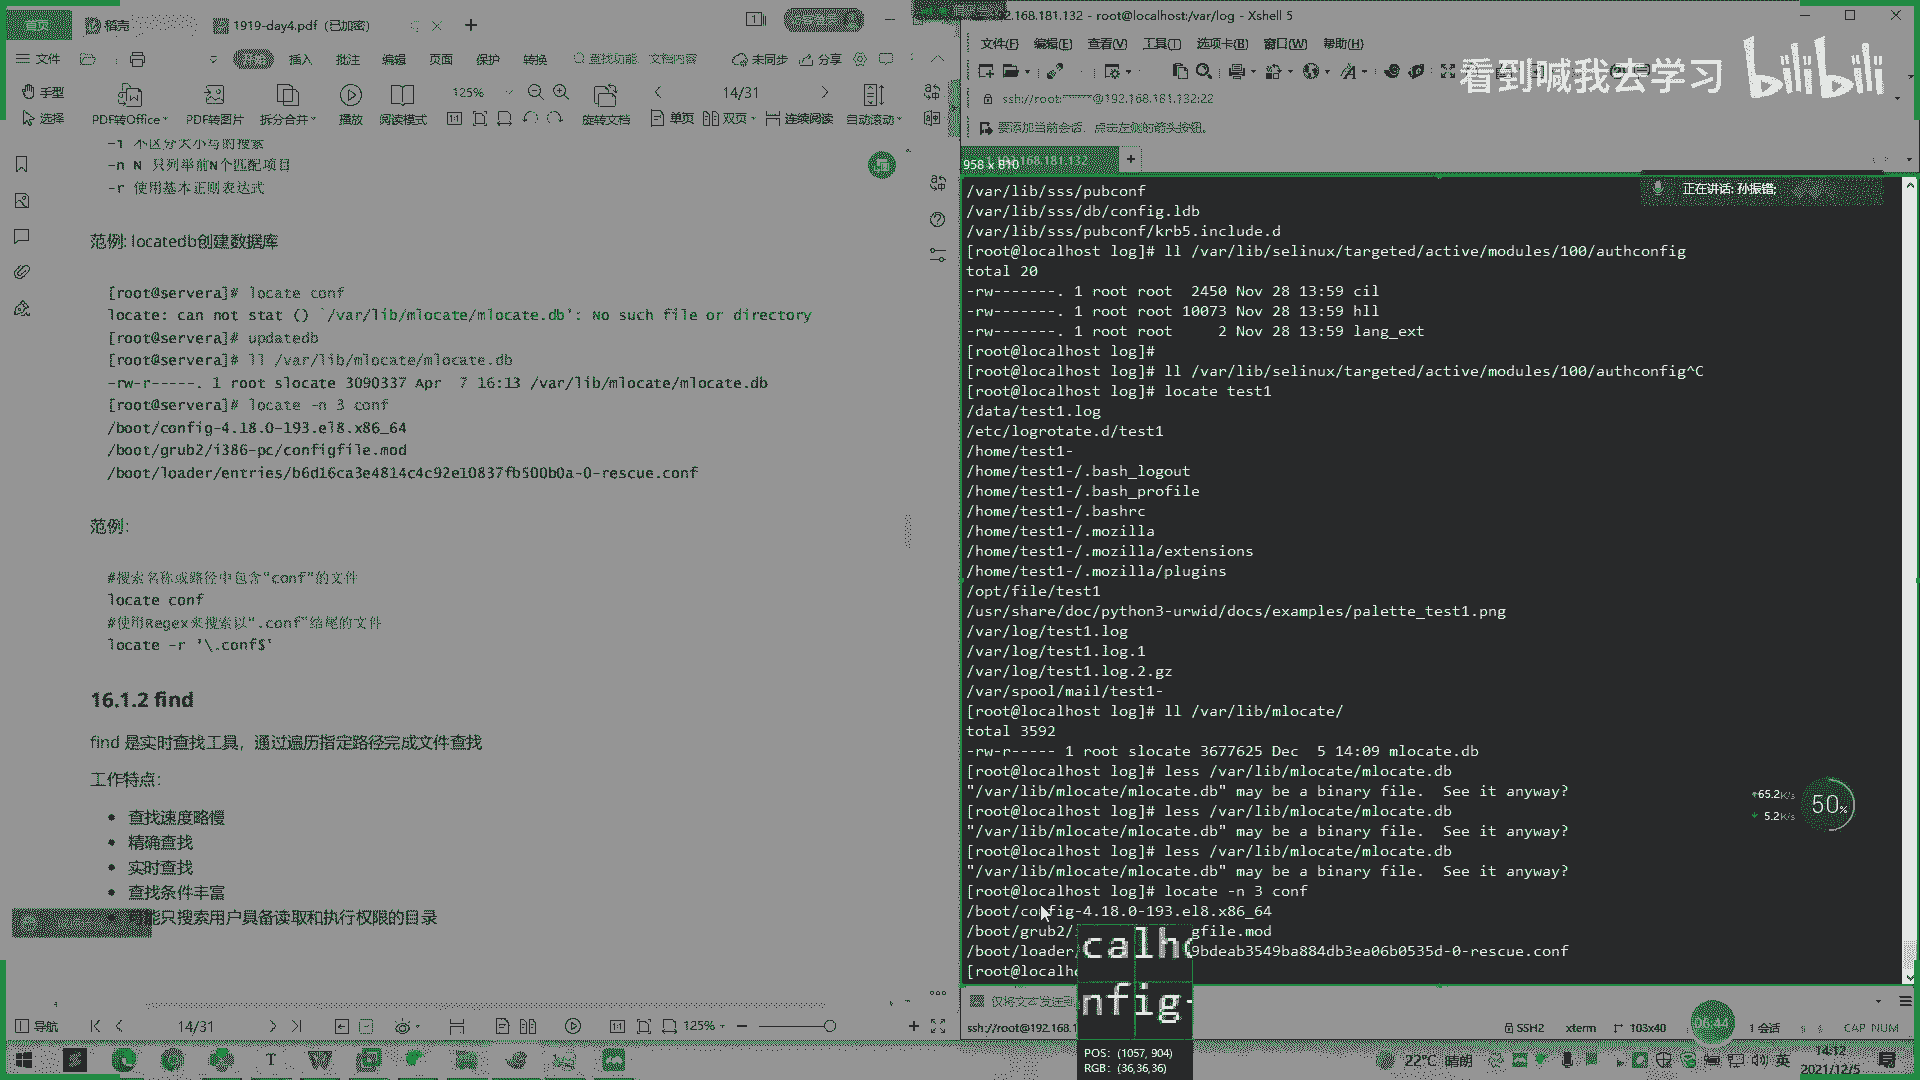 首页
稻壳
1919-day4.pdf (已加密)
文件
开始
插入
批注
编辑
页面
保护
转换
查找功能、文档内容
未同步
分享
手型
选择
PDF转Office
PDF转图片
拆分合并
播放
阅读模式
125%
旋转文档
14/31
单页
双页
连续阅读
自动滚动
-i 不区分大小写的搜索
-n N 只列举前N个匹配项目
-r 使用基本正则表达式
范例: locatedb创建数据库
[root@servera]# locate conf
locate: can not stat () `/var/lib/mlocate/mlocate.db': No such file or directory
[root@servera]# updatedb
[root@servera]# ll /var/lib/mlocate/mlocate.db
-rw-r-----. 1 root slocate 3090337 Apr  7 16:13 /var/lib/mlocate/mlocate.db
[root@servera]# locate -n 3 conf
/boot/config-4.18.0-193.el8.x86_64
/boot/grub2/i386-pc/configfile.mod
/boot/loader/entries/b6d16ca3e4814c4c92e10837fb500b0a-0-rescue.conf
范例:
#搜索名称或路径中包含"conf"的文件
locate conf
#使用Regex来搜索以".conf"结尾的文件
locate -r '\.conf$'
16.1.2 find
find 是实时查找工具，通过遍历指定路径完成文件查找
工作特点:
• 查找速度略慢
• 精确查找
• 实时查找
• 查找条件丰富
能只搜索用户具备读取和执行权限的目录
导航
14/31
125%
192.168.181.132 - root@localhost:/var/log - Xshell 5
文件(F) 编辑(E) 查看(V) 工具(T) 选项卡(B) 窗口(W) 帮助(H)
看到喊我去学习 bilibili
ssh://root:******@192.168.181.132:22
要添加当前会话，点击左侧的箭头按钮。
958 x 810
168.181.132
正在讲话: 孙振锴;
/var/lib/sss/pubconf
/var/lib/sss/db/config.ldb
/var/lib/sss/pubconf/krb5.include.d
[root@localhost log]# ll /var/lib/selinux/targeted/active/modules/100/authconfig
total 20
-rw-------. 1 root root  2450 Nov 28 13:59 cil
-rw-------. 1 root root 10073 Nov 28 13:59 hll
-rw-------. 1 root root     2 Nov 28 13:59 lang_ext
[root@localhost log]#
[root@localhost log]# ll /var/lib/selinux/targeted/active/modules/100/authconfig^C
[root@localhost log]# locate test1
/data/test1.log
/etc/logrotate.d/test1
/home/test1-
/home/test1-/.bash_logout
/home/test1-/.bash_profile
/home/test1-/.bashrc
/home/test1-/.mozilla
/home/test1-/.mozilla/extensions
/home/test1-/.mozilla/plugins
/opt/file/test1
/usr/share/doc/python3-urwid/docs/examples/palette_test1.png
/var/log/test1.log
/var/log/test1.log.1
/var/log/test1.log.2.gz
/var/spool/mail/test1-
[root@localhost log]# ll /var/lib/mlocate/
total 3592
-rw-r----- 1 root slocate 3677625 Dec  5 14:09 mlocate.db
[root@localhost log]# less /var/lib/mlocate/mlocate.db
"/var/lib/mlocate/mlocate.db" may be a binary file.  See it anyway?
[root@localhost log]# less /var/lib/mlocate/mlocate.db
"/var/lib/mlocate/mlocate.db" may be a binary file.  See it anyway?
[root@localhost log]# less /var/lib/mlocate/mlocate.db
"/var/lib/mlocate/mlocate.db" may be a binary file.  See it anyway?
[root@localhost log]# locate -n 3 conf
/boot/config-4.18.0-193.el8.x86_64
/boot/grub2/ gfile.mod
/boot/loader 9bdeab3549ba884db3ea06b0535d-0-rescue.conf
[root@localh
calho
nfig-
POS: (1057, 904)
RGB: (36,36,36)
65.2K/s
5.2K/s
50%
仅将文本发送到
ssh://root@192.168.1
SSH2
xterm
103x40
06:44
1 会话
CAP NUM
22°C 晴朗
英
14:12
2021/12/5